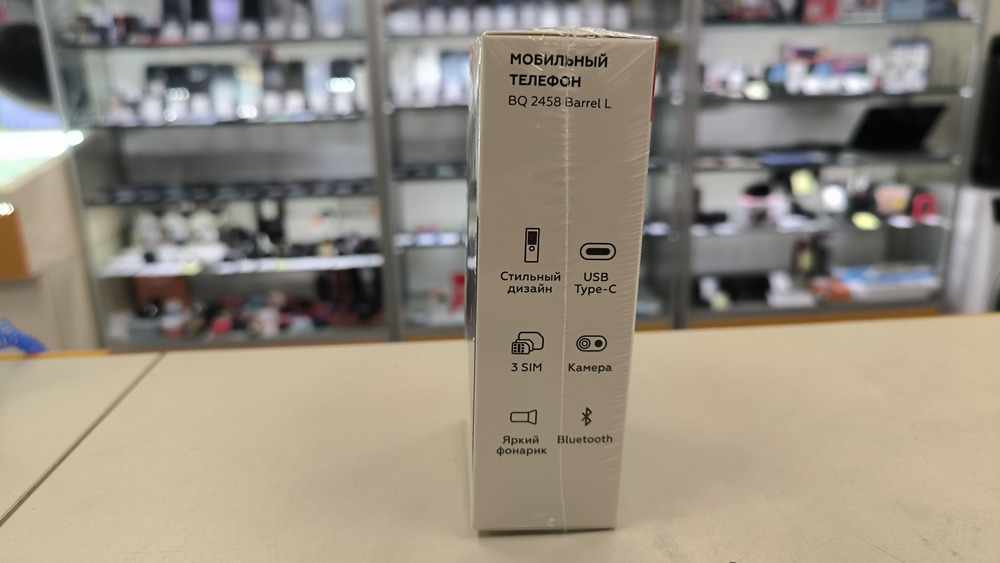 МОБИЛЬНЫЙ
ТЕЛЕФОН
BQ 2458 Barrel L
Стильный
дизайн
USB
Type-C
3 SIM
Камера
Яркий
фонарик
Bluetooth